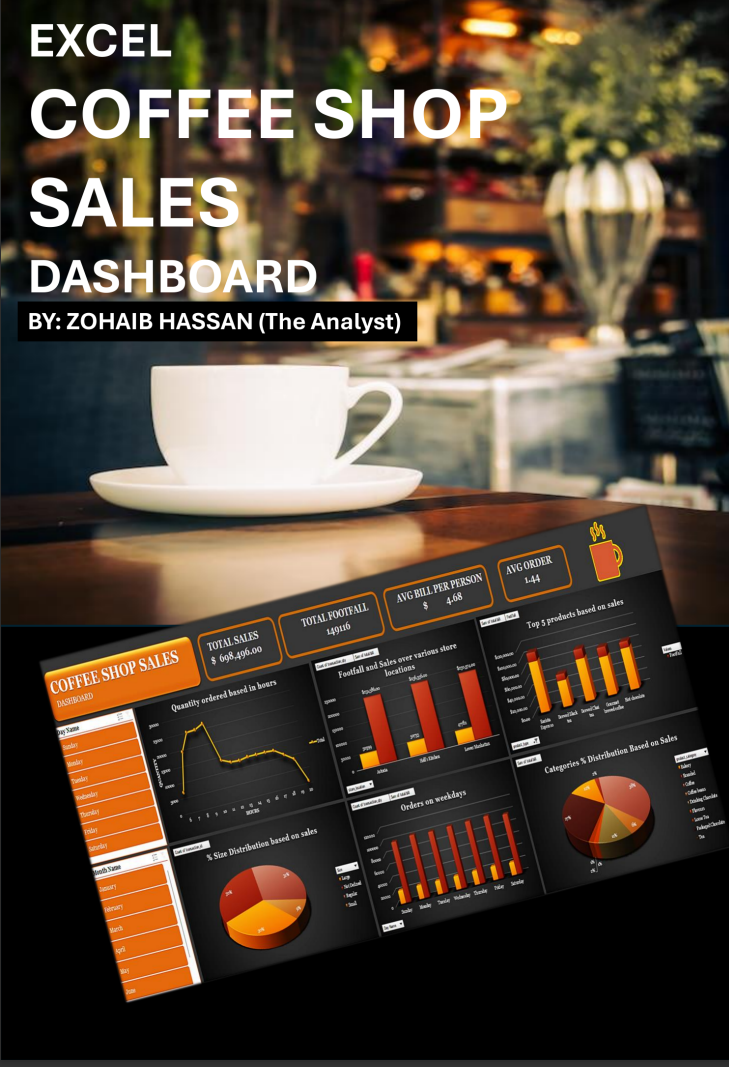 EXCEL
COFFEE SHOP
SALES
DASHBOARD
BY: ZOHAIB HASSAN (The Analyst)
COFFEE SHOP SALES
DASHBOARD
TOTAL SALES
$ 698,496.00
TOTAL FOOTFALL
149116
AVG BILL PER PERSON
$ 4.68
AVG ORDER
1.44
Day Name
Sunday
Monday
Tuesday
Wednesday
Thursday
Friday
Saturday
Month Name
January
February
March
April
May
June
Quantity ordered based in hours
HOURS
Footfall and Sales over various store
locations
Astoria
Hell's Kitchen
Lower Manhattan
Top 5 products based on sales
Barista
Espresso
Brewed Black
tea
Brewed Chai
tea
Gourmet
brewed coffee
Hot chocolate
% Size Distribution based on sales
Size
Large
Not Defined
Regular
Small
Orders on weekdays
Sunday
Monday
Tuesday
Wednesday
Thursday
Friday
Saturday
Day Name
Categories % Distribution Based on Sales
product_category
Bakery
Branded
Coffee
Coffee beans
Drinking Chocolate
Flavours
Loose Tea
Packaged Chocolate
Tea